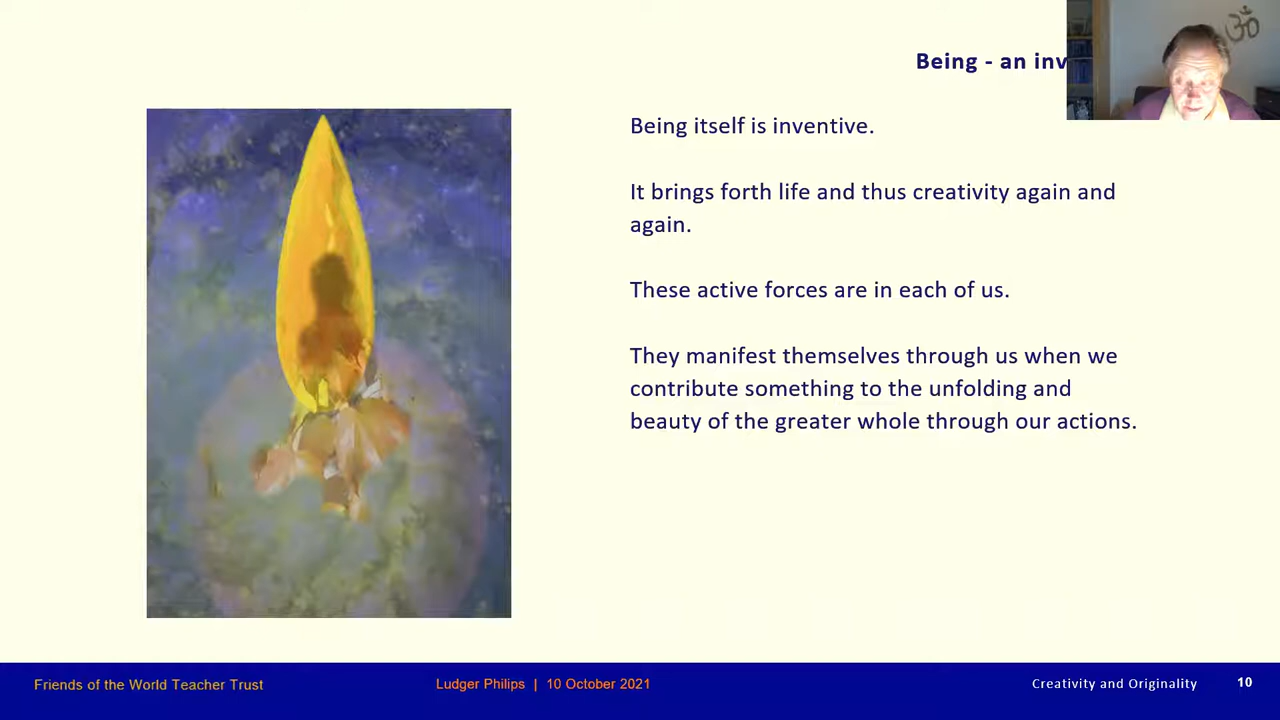 Being - an inv
Being itself is inventive.
It brings forth life and thus creativity again and
again.
These active forces are in each of us.
They manifest themselves through us when we
contribute something to the unfolding and
beauty of the greater whole through our actions.
Friends of the World Teacher Trust
Ludger Philips | 10 October 2021
Creativity and Originality
10